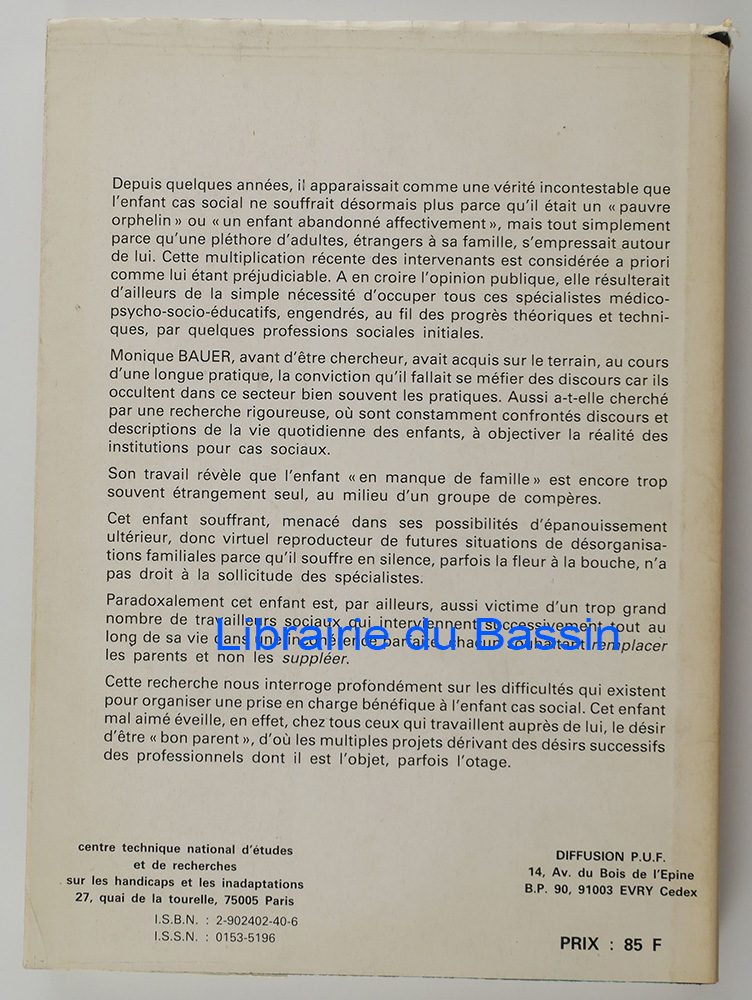 Depuis quelques années, il apparaissait comme une vérité incontestable que
l'enfant cas social ne souffrait désormais plus parce qu'il était un « pauvre
orphelin » ou « un enfant abandonné affectivement », mais tout simplement
parce qu'une pléthore d'adultes, étrangers à sa famille, s'empressait autour
de lui. Cette multiplication récente des intervenants est considérée a priori
comme lui étant préjudiciable. A en croire l'opinion publique, elle résulterait
d'ailleurs de la simple nécessité d'occuper tous ces spécialistes médico-
psycho-socio-éducatifs, engendrés, au fil des progrès théoriques et techni-
ques, par quelques professions sociales initiales.
Monique BAUER, avant d'être chercheur, avait acquis sur le terrain, au cours
d'une longue pratique, la conviction qu'il fallait se méfier des discours car ils
occultent dans ce secteur bien souvent les pratiques. Aussi a-t-elle cherché
par une recherche rigoureuse, où sont constamment confrontés discours et
descriptions de la vie quotidienne des enfants, à objectiver la réalité des
institutions pour cas sociaux.
Son travail révèle que l'enfant « en manque de famille » est encore trop
souvent étrangement seul, au milieu d'un groupe de compères.
Cet enfant souffrant, menacé dans ses possibilités d'épanouissement
ultérieur, donc virtuel reproducteur de futures situations de désorganisa-
tions familiales parce qu'il souffre en silence, parfois la fleur à la bouche, n'a
pas droit à la sollicitude des spécialistes.
Paradoxalement cet enfant est, par ailleurs, aussi victime d'un trop grand
nombre de travailleurs sociaux qui interviennent successivement tout au
long de sa vie dans une incohérence parfaite, chacun souhaitant remplacer
les parents et non les suppléer.
Librairie du Bassin
Cette recherche nous interroge profondément sur les difficultés qui existent
pour organiser une prise en charge bénéfique à l'enfant cas social. Cet enfant
mal aimé éveille, en effet, chez tous ceux qui travaillent auprès de lui, le désir
d'être « bon parent », d'où les multiples projets dérivant des désirs successifs
des professionnels dont il est l'objet, parfois l'otage.
centre technique national d'études
et de recherches
sur les handicaps et les inadaptations
27, quai de la tourelle, 75005 Paris
I.S.B.N. : 2-902402-40-6
I.S.S.N. : 0153-5196
DIFFUSION P.U.F.
14, Av. du Bois de l'Epine
B.P. 90, 91003 EVRY Cedex
PRIX : 85 F